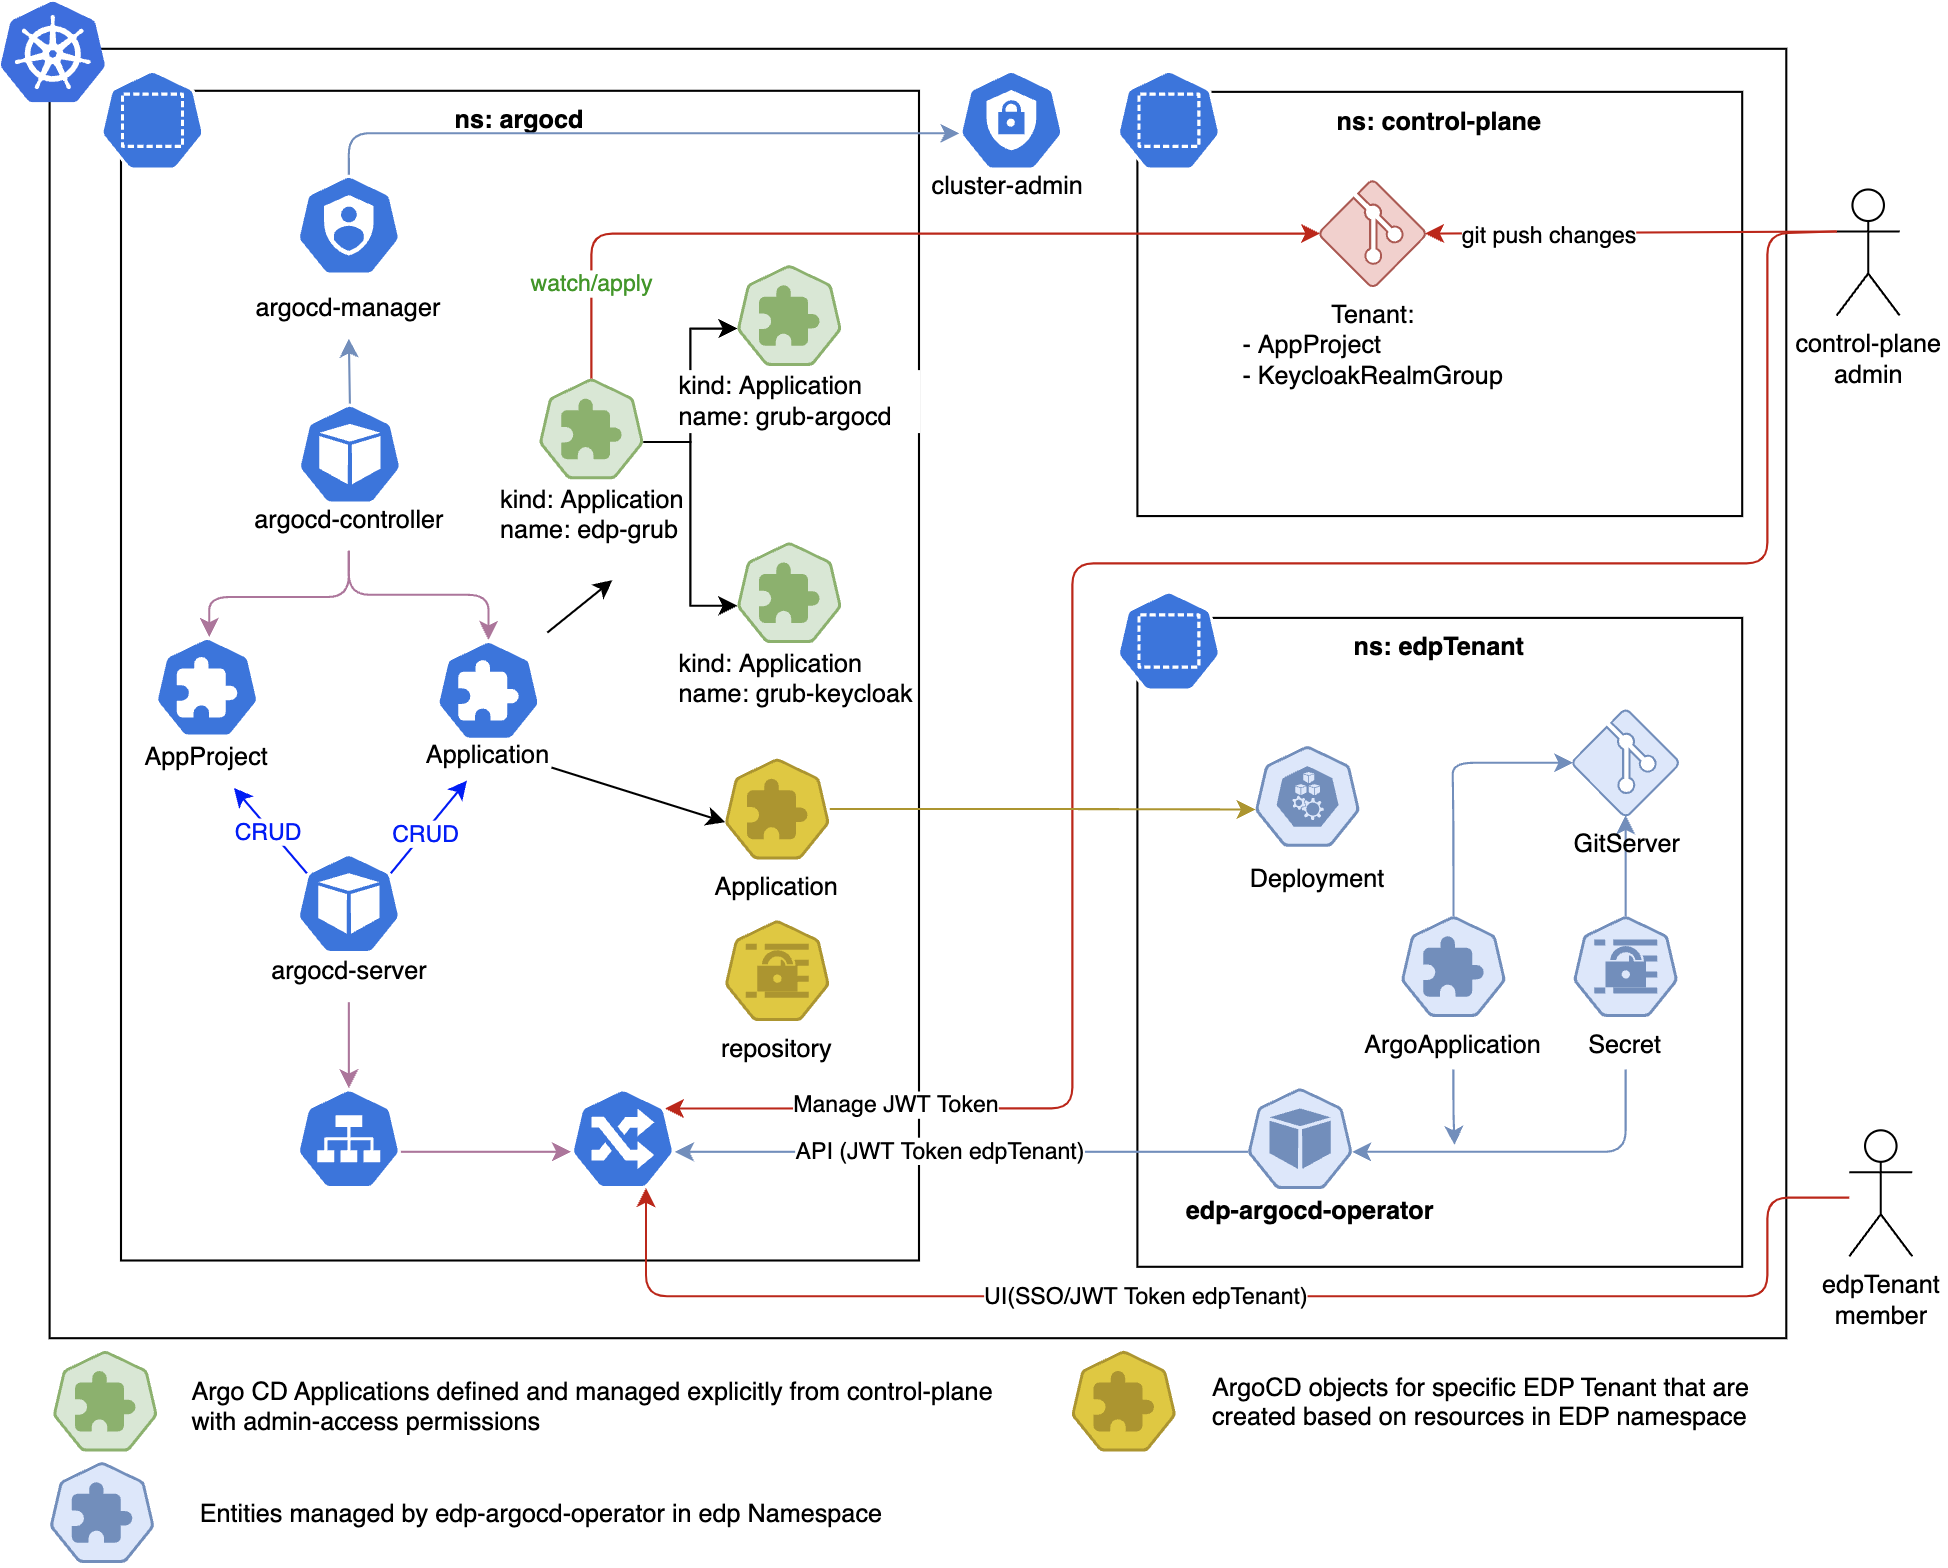 ns: argocd
cluster-admin
ns: control-plane
argocd-manager
watch/apply
git push changes
Tenant:
- AppProject
- KeycloakRealmGroup
control-plane
admin
kind: Application
name: grub-argocd
kind: Application
name: edp-grub
argocd-controller
kind: Application
name: grub-keycloak
ns: edpTenant
AppProject
Application
CRUD
CRUD
Application
Deployment
GitServer
argocd-server
repository
ArgoApplication
Secret
Manage JWT Token
API (JWT Token edpTenant)
edp-argocd-operator
UI(SSO/JWT Token edpTenant)
edpTenant
member
Argo CD Applications defined and managed explicitly from control-plane
with admin-access permissions
ArgoCD objects for specific EDP Tenant that are
created based on resources in EDP namespace
Entities managed by edp-argocd-operator in edp Namespace